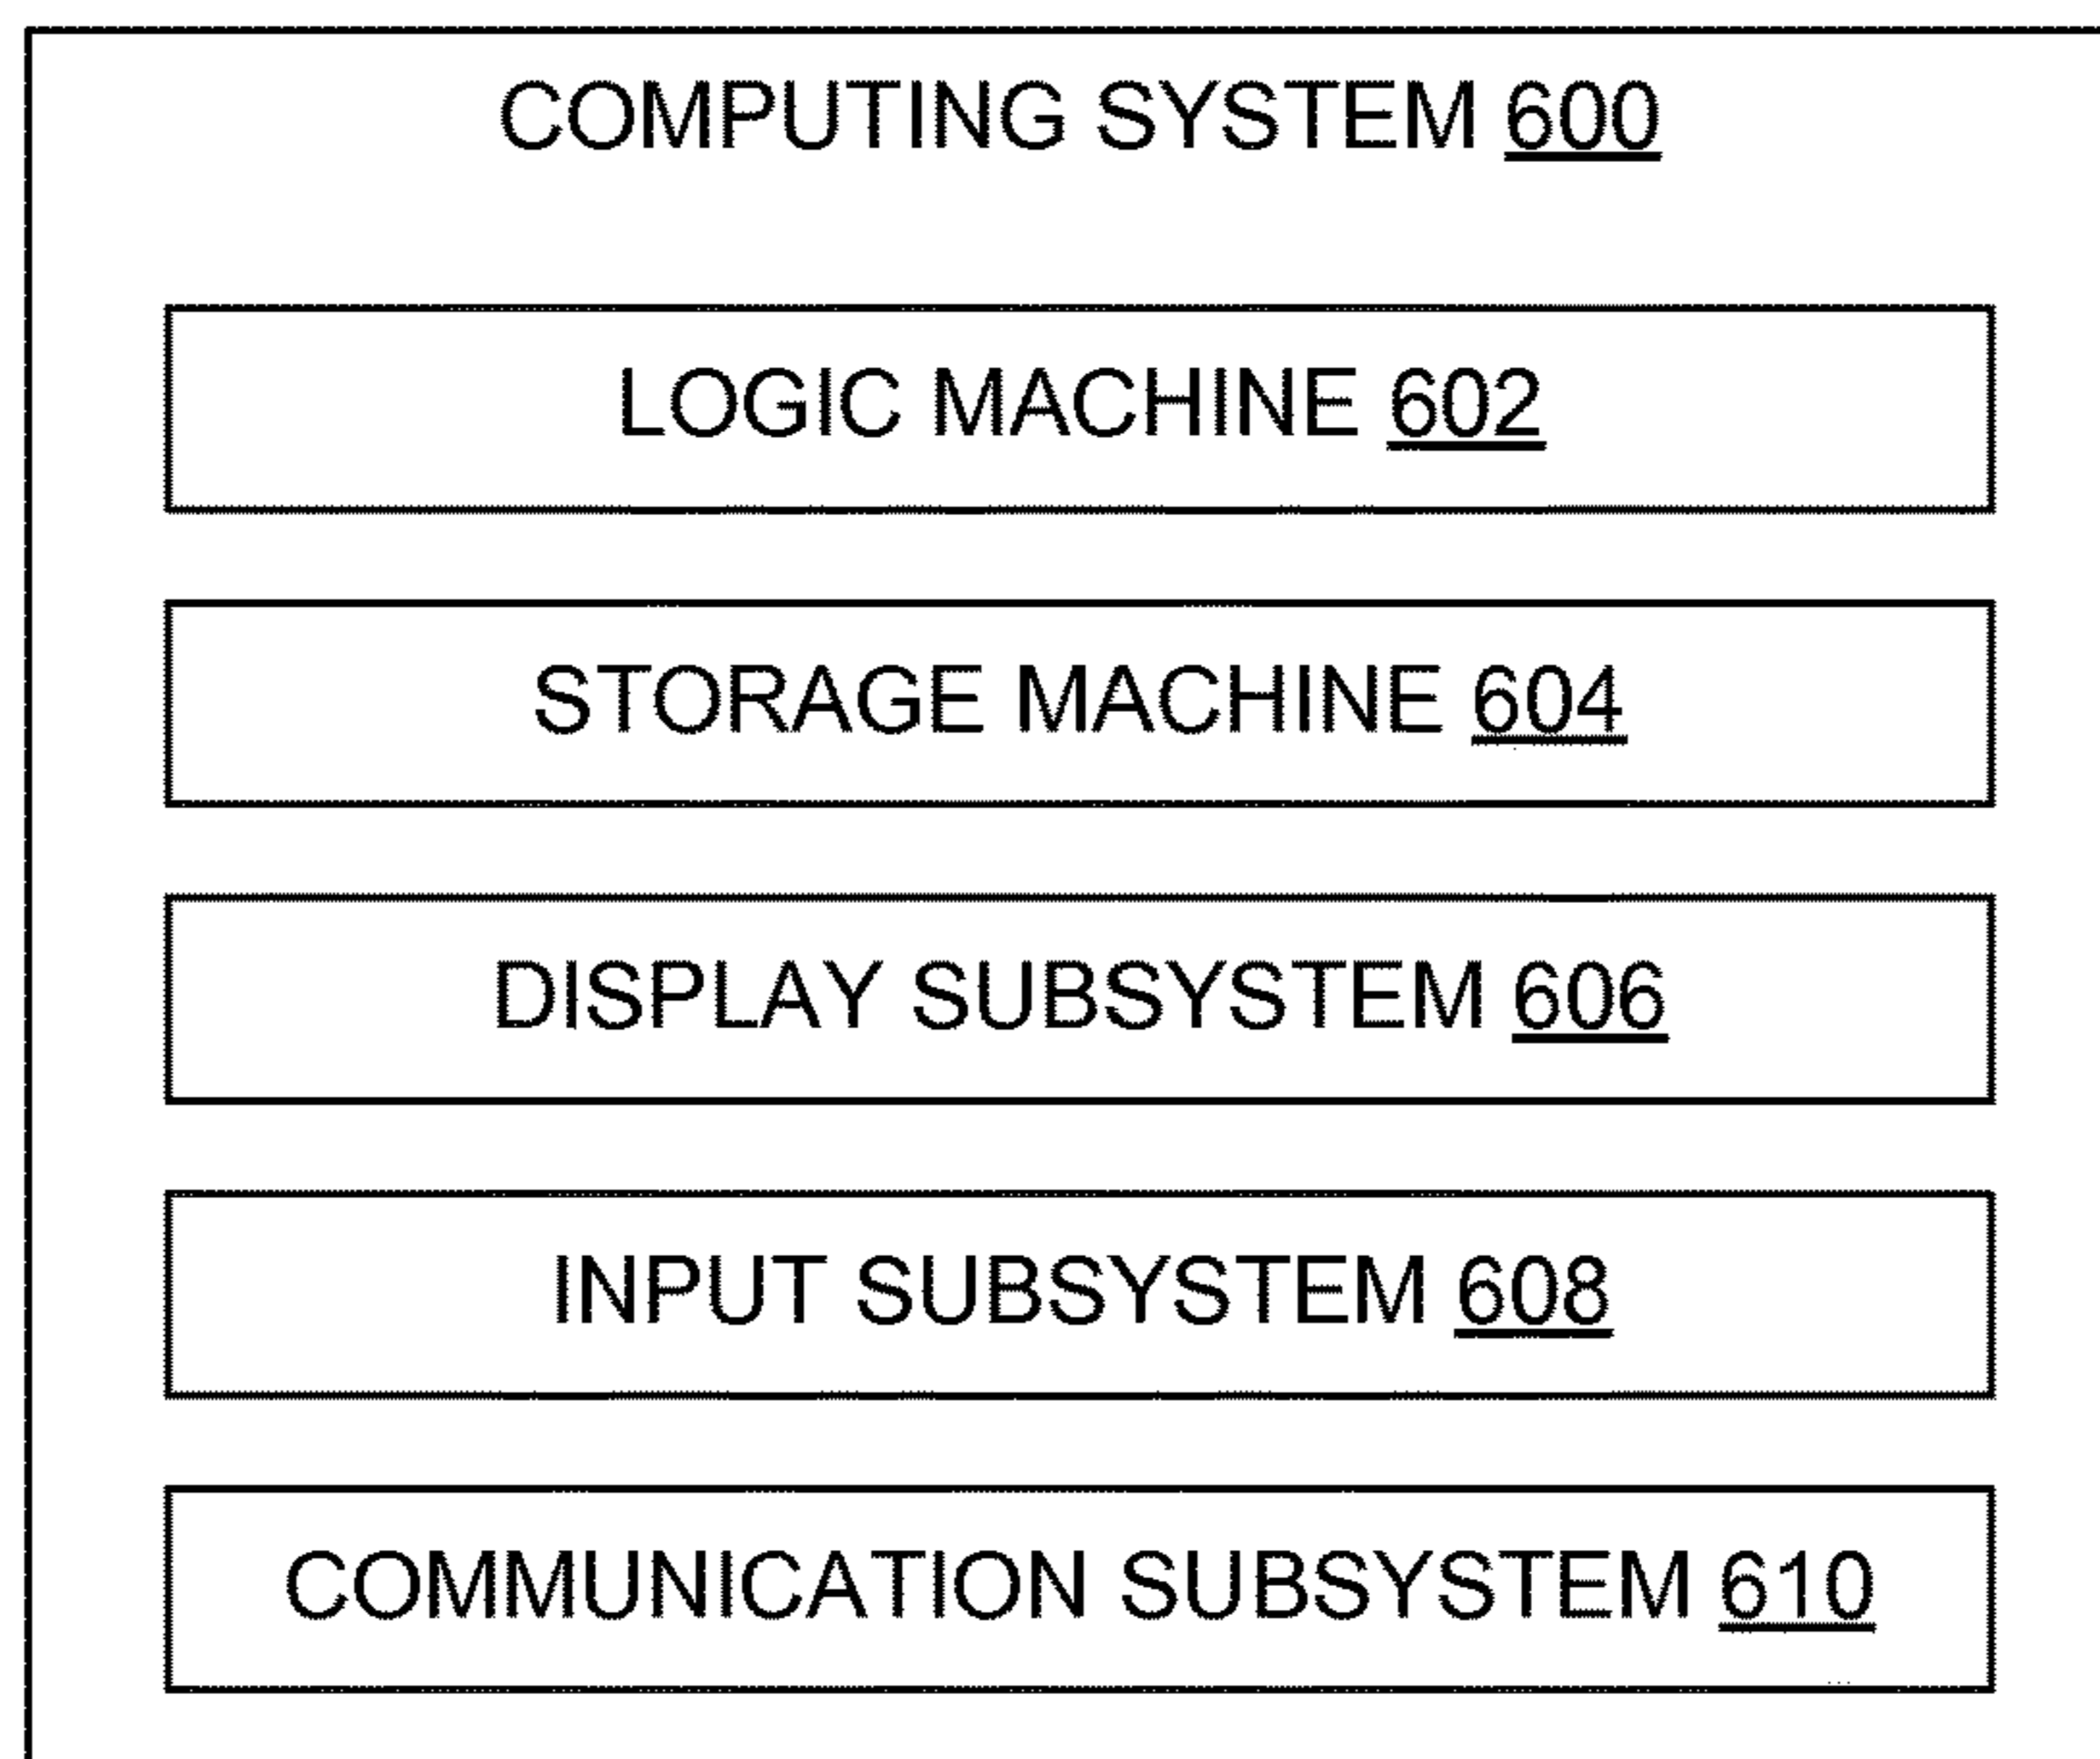 COMPUTING SYSTEM 600
LOGIC MACHINE 602
STORAGE MACHINE 604
DISPLAY SUBSYSTEM 606
INPUT SUBSYSTEM 608
COMMUNICATION SUBSYSTEM 610